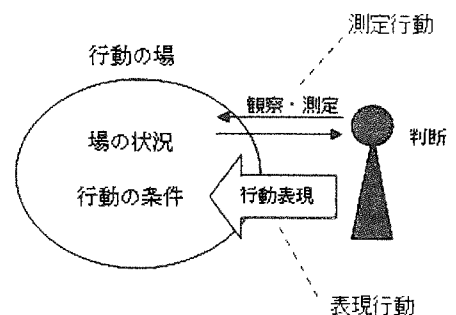 測定行動
行動の場
観察・測定
場の状況
判断
行動の条件
行動表現
表現行動